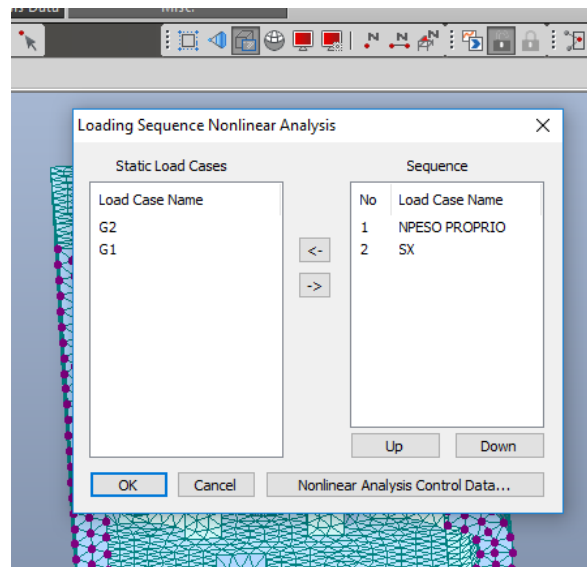 Misc.
Loading Sequence Nonlinear Analysis
Static Load Cases
Sequence
Load Case Name
No Load Case Name
G2
1 NPESO PROPRIO
G1
2 SX
<-
->
Up Down
OK Cancel Nonlinear Analysis Control Data...